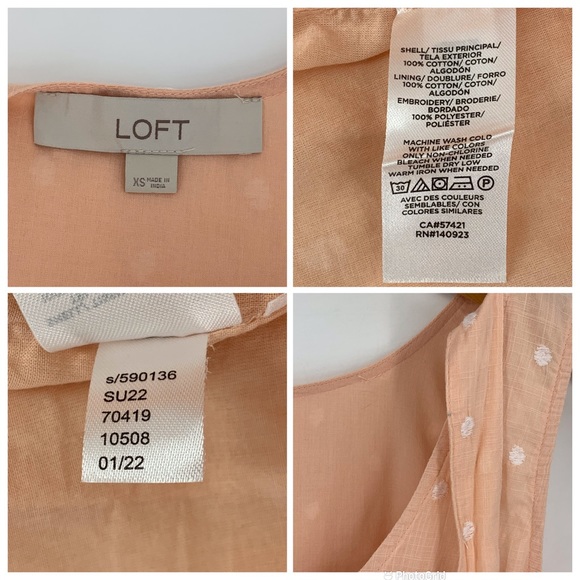 LOFT
XS
MADE IN
INDIA
SHELL/ TISSU PRINCIPAL/
TELA EXTERIOR
100% COTTON/ COTON/
ALGODÓN
LINING/ DOUBLURE/ FORRO
100% COTTON/ COTON/
ALGODÓN
EMBROIDERY/ BRODERIE/
BORDADO
100% POLYESTER/
POLIÉSTER
MACHINE WASH COLD
WITH LIKE COLORS
ONLY NON-CHLORINE
BLEACH WHEN NEEDED
TUMBLE DRY LOW
WARM IRON WHEN NEEDED
30
P
AVEC DES COULEURS
SEMBLABLES/ CON
COLORES SIMILARES
CA#57421
RN#140923
s/590136
SU22
70419
10508
01/22
PhotoGrid